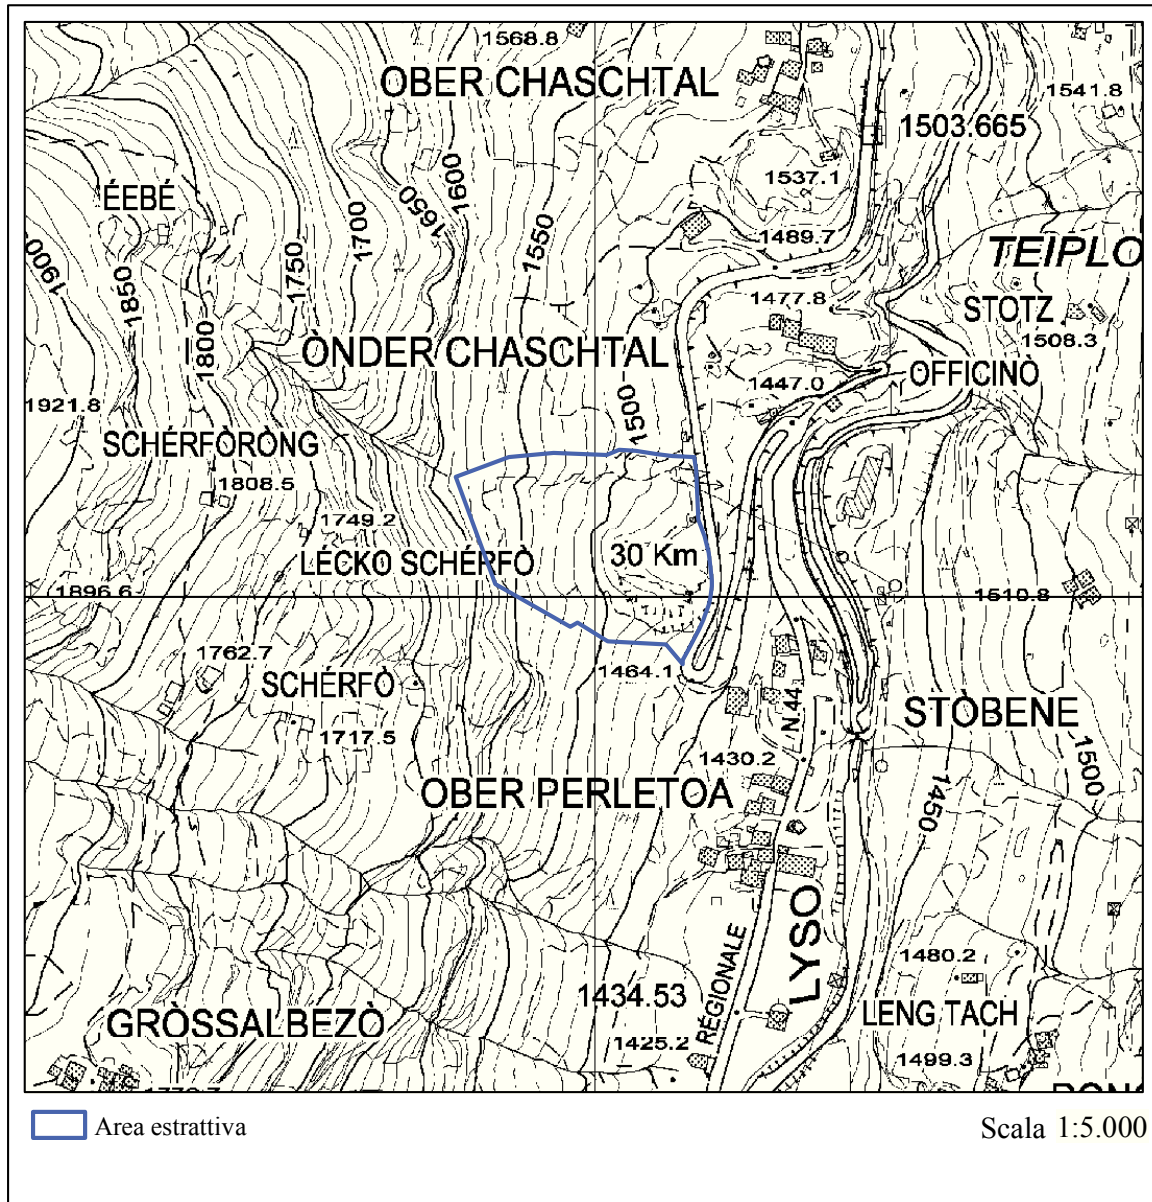 1568.8
OBER CHASCHTAL
1541.8
1503.665
1600
1537.1
ÉEBÉ
1650
1700
1550
1489.7
TEIPLO
1900
1850
1750
1477.8
STOTZ
1800
1508.3
ÒNDER CHASCHTAL
OFFICINÒ
1447.0
1921.8
1500
SCHÉRFÒRÒNG
1808.5
1749.2
LÉCKO SCHÉRFÒ
30 Km
1896.6
1510.8
1762.7
1464.1
SCHÉRFÒ
N.44
STÒBENE
1717.5
1430.2
1500
OBER PERLETOA
1450
LYSO
1480.2
1434.53
RÉGIONALE
GRÒSSALBEZÒ
LENG TACH
1425.2
1499.3
Area estrattiva
Scala 1:5.000